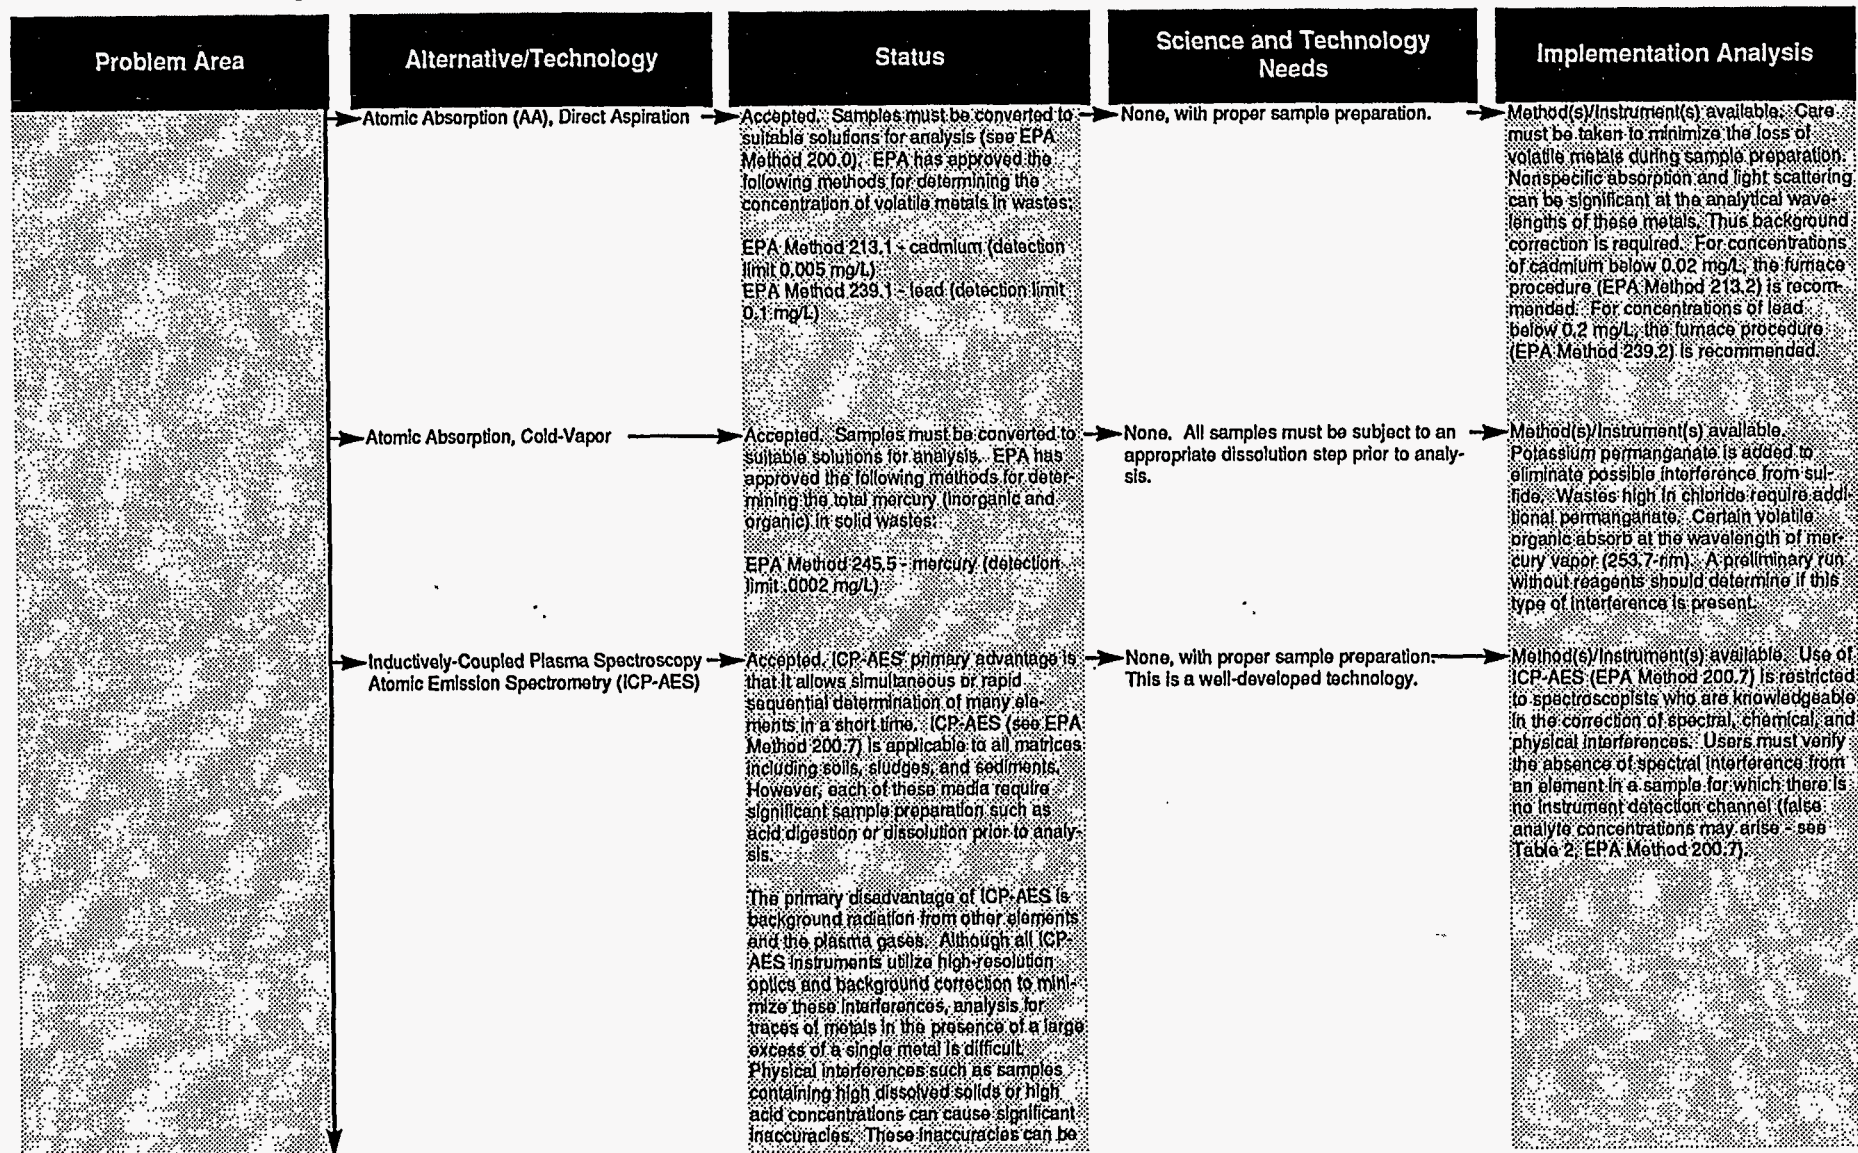 Problem Area
Alternative/Technology
Status
Science and Technology
Needs
Implementation Analysis
Atomic Absorption (AA), Direct Aspiration
Accepted. Samples must be converted to
suitable solutions for analysis (see EPA
Method 200.0). EPA has approved the
following methods for determining the
concentration of volatile metals in wastes:
EPA Method 213.1 - cadmium (detection
limit 0.005 mg/L)
EPA Method 239.1 - lead (detection limit
0.1 mg/L)
None, with proper sample preparation.
Method(s)/Instrument(s) available. Care
must be taken to minimize the loss of
volatile metals during sample preparation.
Nonspecific absorption and light scattering
can be significant at the analytical wave-
lengths of these metals. Thus background
correction is required. For concentrations
of cadmium below 0.02 mg/L, the furnace
procedure (EPA Method 213.2) is recom-
mended. For concentrations of lead
below 0.2 mg/L, the furnace procedure
(EPA Method 239.2) is recommended.
Atomic Absorption, Cold-Vapor
Accepted. Samples must be converted to
suitable solutions for analysis. EPA has
approved the following methods for deter-
mining the total mercury (inorganic and
organic) in solid wastes:
EPA Method 245.5 - mercury (detection
limit .0002 mg/L)
None. All samples must be subject to an
appropriate dissolution step prior to analy-
sis.
Method(s)/Instrument(s) available.
Potassium permanganate is added to
eliminate possible interference from sul-
fide. Wastes high in chloride require addi-
tional permanganate. Certain volatile
organic absorb at the wavelength of mer-
cury vapor (253.7-nm). A preliminary run
without reagents should determine if this
type of interference is present.
Inductively-Coupled Plasma Spectroscopy
Atomic Emission Spectrometry (ICP-AES)
Accepted. ICP-AES' primary advantage is
that it allows simultaneous or rapid
sequential determination of many ele-
ments in a short time. ICP-AES (see EPA
Method 200.7) is applicable to all matrices
including soils, sludges, and sediments.
However, each of these media require
significant sample preparation such as
acid digestion or dissolution prior to analy-
sis.
The primary disadvantage of ICP-AES is
background radiation from other elements
and the plasma gases. Although all ICP-
AES instruments utilize high-resolution
optics and background correction to mini-
mize these interferences, analysis for
traces of metals in the presence of a large
excess of a single metal is difficult.
Physical interferences such as samples
containing high dissolved solids or high
acid concentrations can cause significant
inaccuracies. These inaccuracies can be
None, with proper sample preparation.
This is a well-developed technology.
Method(s)/Instrument(s) available. Use of
ICP-AES (EPA Method 200.7) is restricted
to spectroscopists who are knowledgeable
in the correction of spectral, chemical, and
physical interferences. Users must verify
the absence of spectral interference from
an element in a sample for which there is
no instrument detection channel (false
analyte concentrations may arise - see
Table 2, EPA Method 200.7).